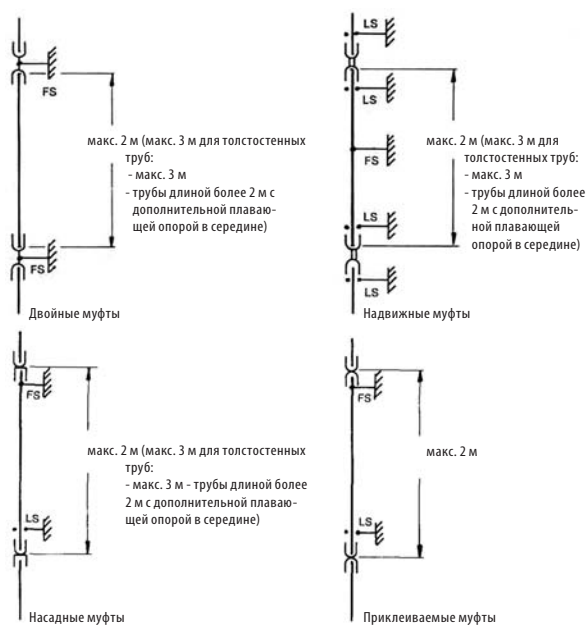 FS
макс. 2 м (макс. 3 м для толстостенных
труб:
- макс. 3 м
- трубы длиной более 2 м с
дополнительной плаваю-
щей опорой в середине)
FS
Двойные муфты
LS
LS
FS
макс. 2 м (макс. 3 м для
толстостенных труб:
- макс. 3 м
- трубы длиной более
2 м с дополнитель-
ной плавающей
опорой в середине)
LS
LS
Надвижные муфты
FS
макс. 2 м (макс. 3 м для толстостенных
труб:
- макс. 3 м - трубы длиной более
2 м с дополнительной плаваю-
щей опорой в середине)
LS
Насадные муфты
FS
макс. 2 м
LS
Приклеиваемые муфты